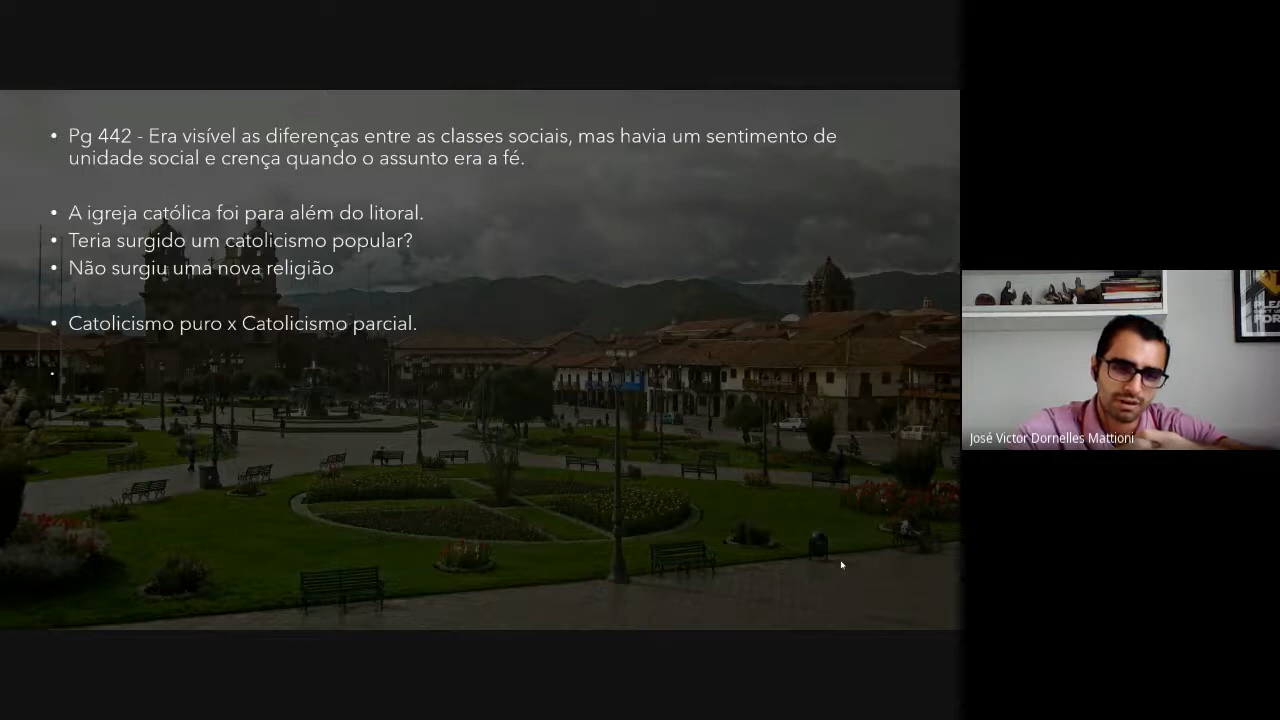 • Pg 442 - Era visível as diferenças entre as classes sociais, mas havia um sentimento de
unidade social e crença quando o assunto era a fé.
• A igreja católica foi para além do litoral.
• Teria surgido um catolicismo popular?
• Não surgiu uma nova religião
• Catolicismo puro x Catolicismo parcial.
•
José Victor Dornelles Mattioni